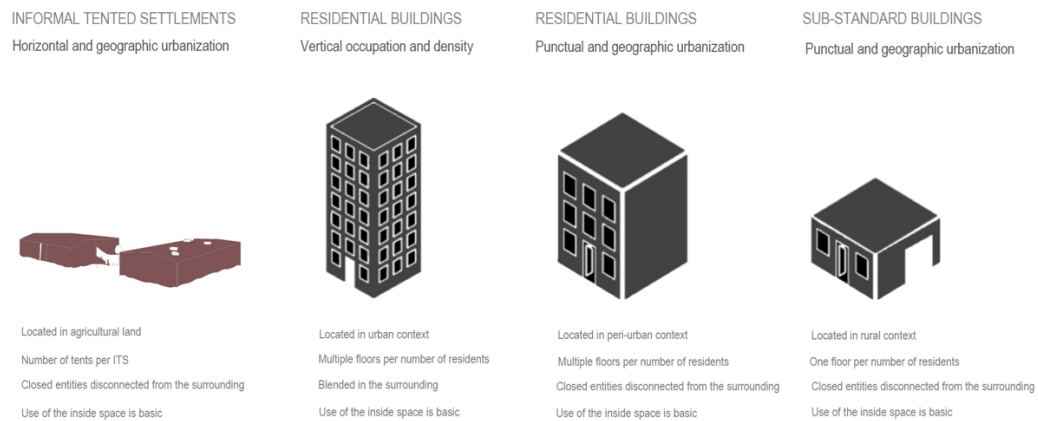 INFORMAL TENTED SETTLEMENTS
Horizontal and geographic urbanization
Located in agricultural land
Number of tents per ITS
Closed entities disconnected from the surrounding
Use of the inside space is basic
RESIDENTIAL BUILDINGS
Vertical occupation and density
Located in urban context
Multiple floors per number of residents
Blended in the surrounding
Use of the inside space is basic
RESIDENTIAL BUILDINGS
Punctual and geographic urbanization
Located in peri-urban context
Multiple floors per number of residents
Closed entities disconnected from the surrounding
Use of the inside space is basic
SUB-STANDARD BUILDINGS
Punctual and geographic urbanization
Located in rural context
One floor per number of residents
Closed entities disconnected from the surrounding
Use of the inside space is basic